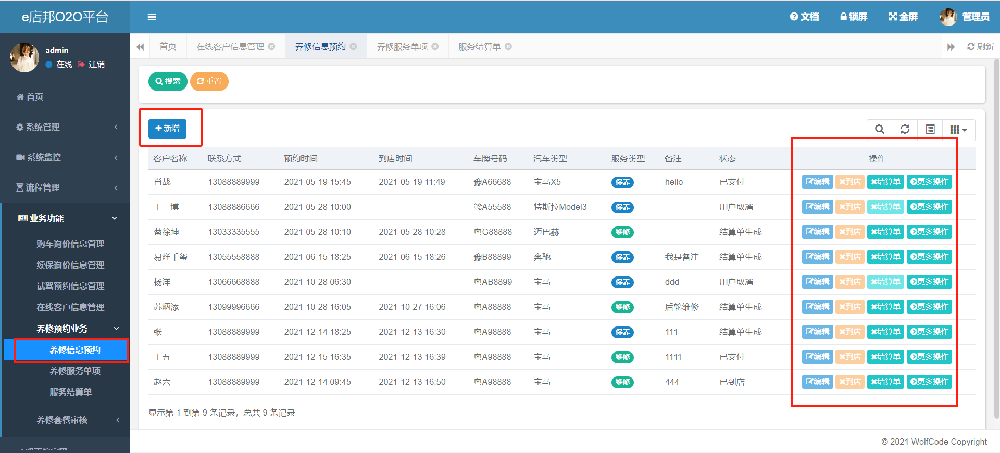 e店邦O2O平台
文档 锁屏 全屏 管理员
admin
在线 注销
首页
系统管理
系统监控
流程管理
业务功能
购车询价信息管理
续保询价信息管理
试驾预约信息管理
在线客户信息管理
养修预约业务
养修信息预约
养修服务单项
服务结算单
养修套餐审核
首页 在线客户信息管理 养修信息预约 养修服务单项 服务结算单 刷新
搜索 重置
新增
客户名称 联系方式 预约时间 到店时间 车牌号码 汽车类型 服务类型 备注 状态 操作
肖战 13088889999 2021-05-19 15:45 2021-05-19 11:49 豫A66688 宝马X5 保养 hello 已支付 编辑 到店 结算单 更多操作
王一博 13088886666 2021-05-28 10:00 - 赣A55588 特斯拉Model3 保养 用户取消 编辑 到店 结算单 更多操作
蔡徐坤 13033335555 2021-05-28 10:10 2021-05-28 10:28 粤G88888 迈巴赫 维修 结算单生成 编辑 到店 结算单 更多操作
易烊千玺 13055558888 2021-06-15 18:25 2021-06-15 18:26 豫B88899 奔驰 保养 我是备注 结算单生成 编辑 到店 结算单 更多操作
杨洋 13066668888 2021-10-28 06:30 - 粤AB8899 宝马 保养 ddd 用户取消 编辑 到店 结算单 更多操作
苏炳添 13099996666 2021-10-28 16:05 2021-10-27 16:06 粤A88888 宝马 维修 后轮维修 结算单生成 编辑 到店 结算单 更多操作
张三 13088889999 2021-12-14 18:25 2021-12-13 16:30 粤A98888 宝马 保养 111 结算单生成 编辑 到店 结算单 更多操作
王五 13088889999 2021-12-15 16:35 2021-12-13 16:39 粤A98888 宝马 维修 1111 已支付 编辑 到店 结算单 更多操作
赵六 13088889999 2021-12-14 09:45 2021-12-13 16:50 粤A98888 宝马 维修 444 已到店 编辑 到店 结算单 更多操作
显示第 1 到第 9 条记录，总共 9 条记录
© 2021 WolfCode Copyright